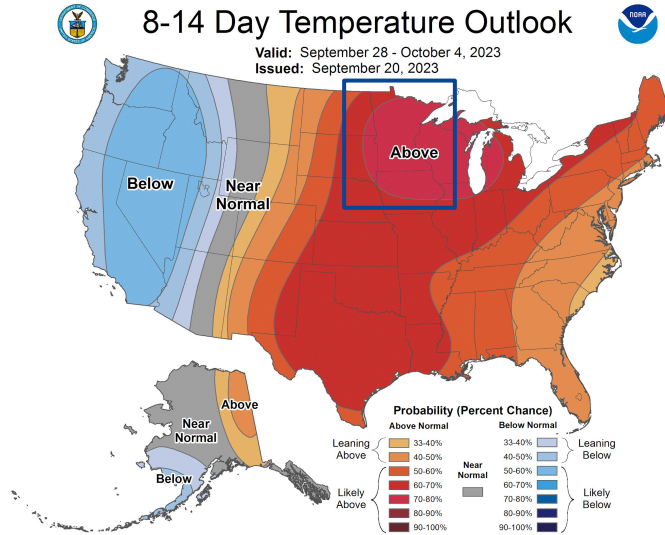 8-14 Day Temperature Outlook
NOAA
Valid: September 28 - October 4, 2023
Issued: September 20, 2023
Below
Near
Normal
Above
Above
Near
Normal
Below
Probability (Percent Chance)
Above Normal
Below Normal
Leaning
Above
33-40%
40-50%
Likely
Above
50-60%
60-70%
70-80%
80-90%
90-100%
Near
Normal
33-40%
40-50%
Leaning
Below
50-60%
60-70%
70-80%
80-90%
90-100%
Likely
Below